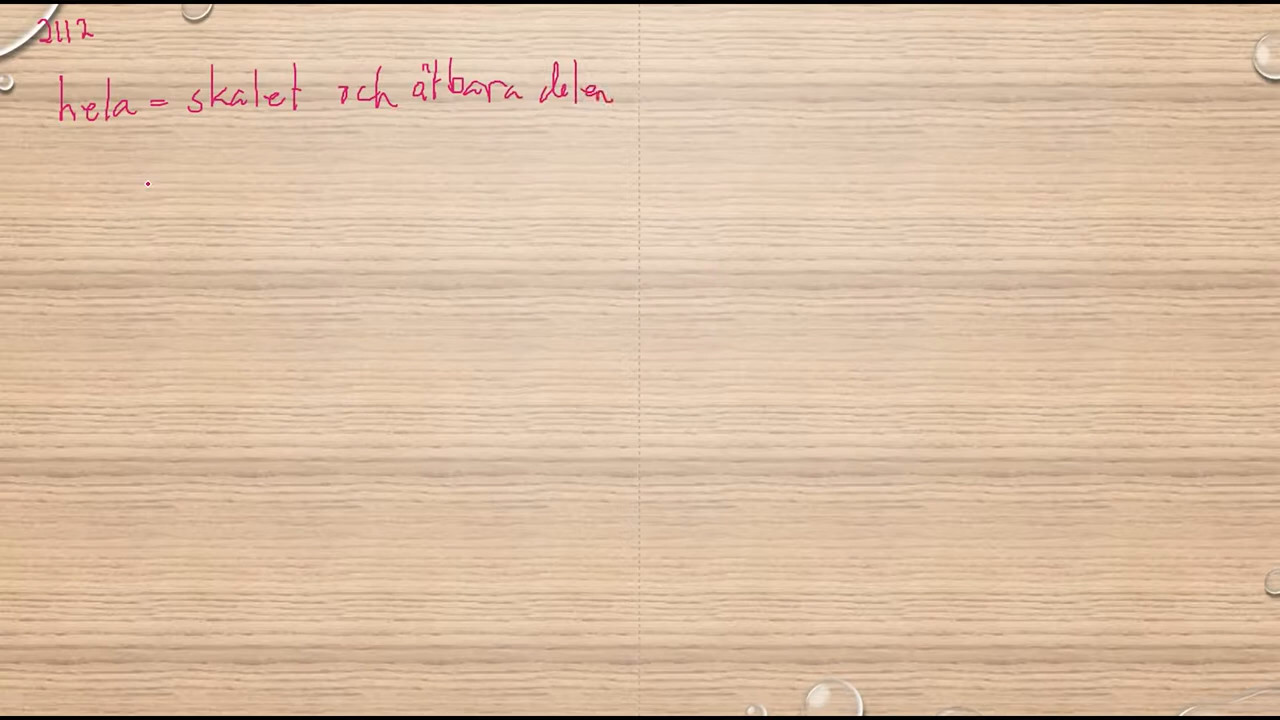 2112
hela = skalet och ätbara delen